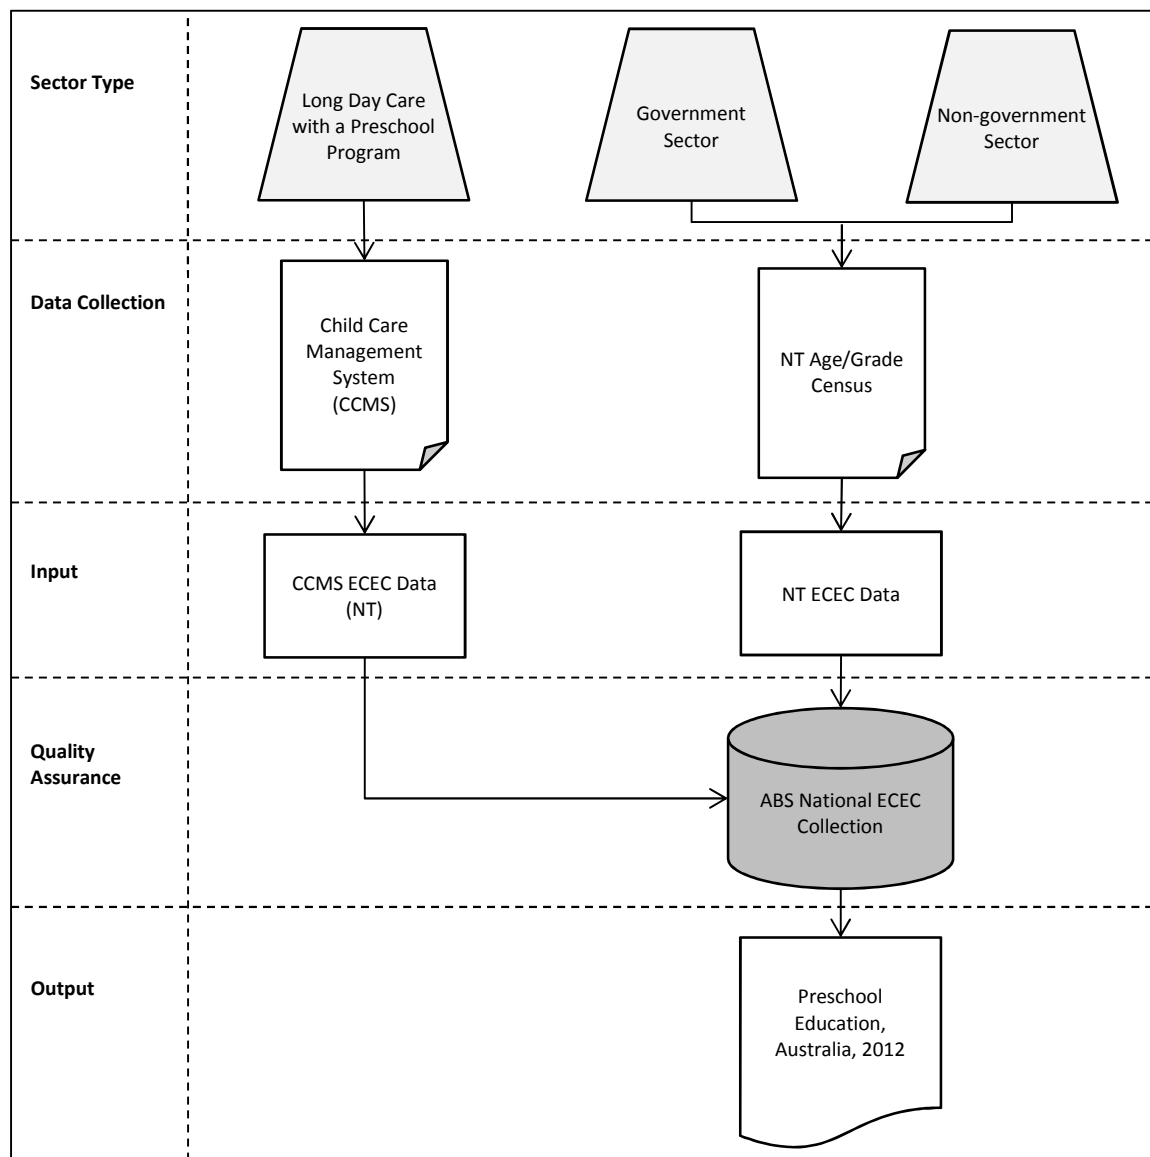 Sector Type
Long Day Care
with a Preschool
Program
Government
Sector
Non-government
Sector
Data Collection
Child Care
Management
System
(CCMS)
NT Age/Grade
Census
Input
CCMS ECEC Data
(NT)
NT ECEC Data
Quality
Assurance
ABS National ECEC
Collection
Output
Preschool
Education,
Australia, 2012